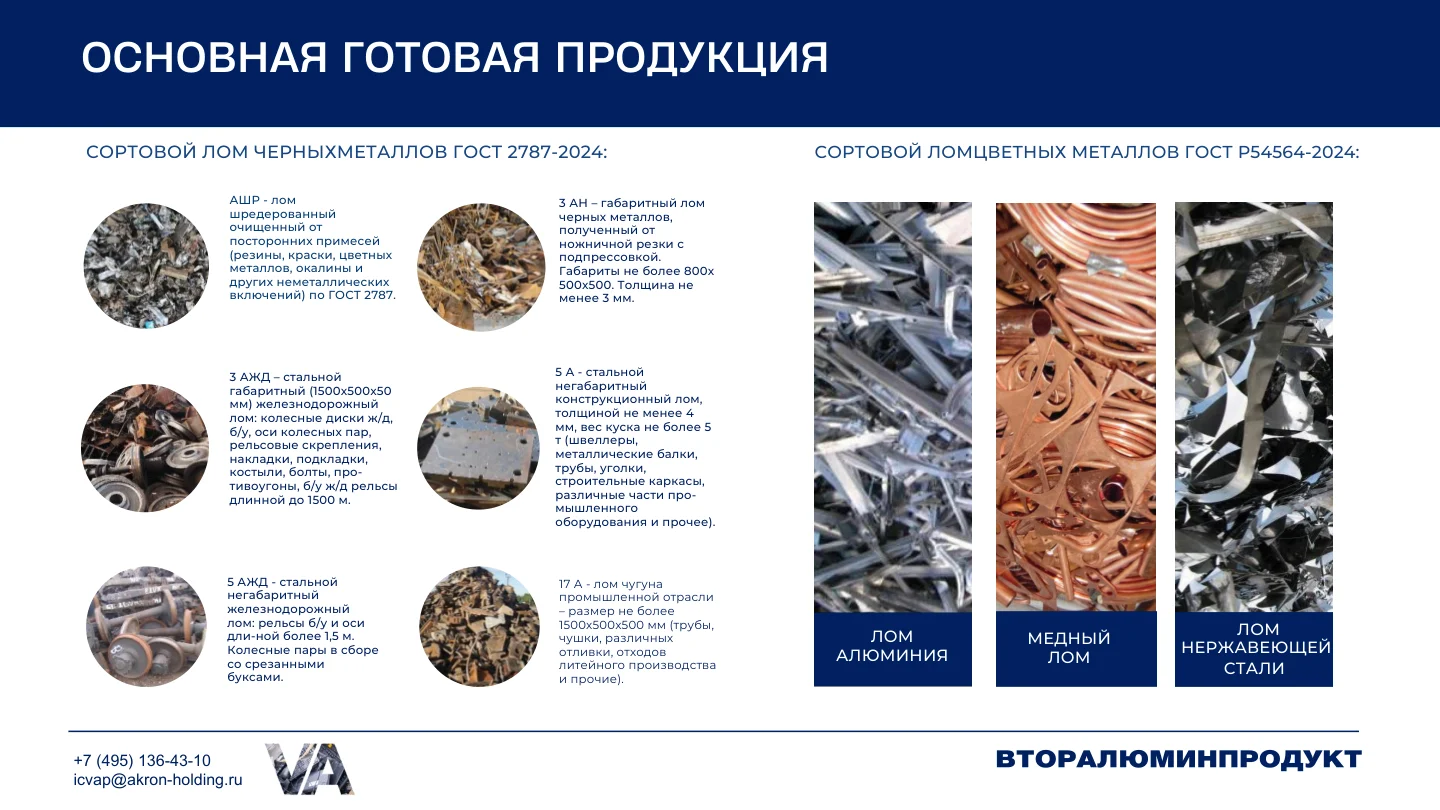 ОСНОВНАЯ ГОТОВАЯ ПРОДУКЦИЯ
СОРТОВОЙ ЛОМ ЧЕРНЫХМЕТАЛЛОВ ГОСТ 2787-2024:
АШР - лом
шредерованный
очищенный от
посторонних примесей
(резины, краски, цветных
металлов, окалины и
других неметаллических
включений) по ГОСТ 2787.
3 АН – габаритный лом
черных металлов,
полученный от
ножничной резки с
подпрессовкой.
Габариты не более 800х
500х500. Толщина не
менее 3 мм.
3 АЖД – стальной
габаритный (1500х500х50
мм) железнодорожный
лом: колесные диски ж/д,
б/у, оси колесных пар,
рельсовые скрепления,
накладки, подкладки,
костыли, болты, про-
тивоугоны, б/у ж/д рельсы
длинной до 1500 м.
5 А - стальной
негабаритный
конструкционный лом,
толщиной не менее 4
мм, вес куска не более 5
т (швеллеры,
металлические балки,
трубы, уголки,
строительные каркасы,
различные части про-
мышленного
оборудования и прочее).
5 АЖД - стальной
негабаритный
железнодорожный
лом: рельсы б/у и оси
дли-ной более 1,5 м.
Колесные пары в сборе
со срезанными
буксами.
17 А - лом чугуна
промышленной отрасли
– размер не более
1500х500х500 мм (трубы,
чушки, различных
отливки, отходов
литейного производства
и прочие).
СОРТОВОЙ ЛОМЦВЕТНЫХ МЕТАЛЛОВ ГОСТ Р54564-2024:
ЛОМ
АЛЮМИНИЯ
МЕДНЫЙ
ЛОМ
ЛОМ
НЕРЖАВЕЮЩЕЙ
СТАЛИ
+7 (495) 136-43-10
icvap@akron-holding.ru
VA
ВТОРАЛЮМИНПРОДУКТ